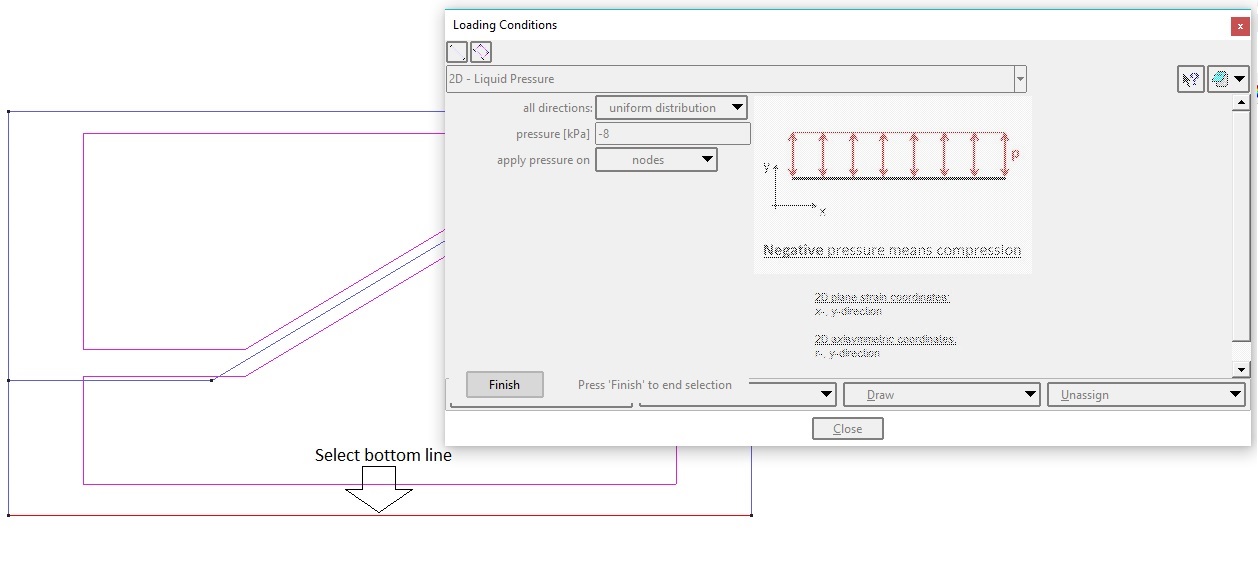 Loading Conditions
x
2D - Liquid Pressure
?
all directions: uniform distribution
pressure [kPa] -8
apply pressure on nodes
p
y
x
Negative pressure means compression
2D plane strain coordinates:
x-, y-direction
2D axisymmetric coordinates.
r-, y-direction
Finish Press 'Finish' to end selection
Draw Unassign
Close
Select bottom line